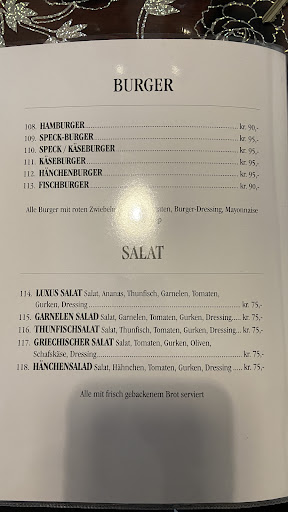 BURGER
108. HAMBURGER kr. 90,-
109. SPECK-BURGER kr. 95,-
110. SPECK / KÄSEBURGER kr. 95,-
111. KÄSEBURGER kr. 95,-
112. HÄNCHENBURGER kr. 95,-
113. FISCHBURGER kr. 90,-
Alle Burger mit roten Zwiebeln Burger-Dressing, Mayonnaise
SALAT
114. LUXUS SALAT Salat, Ananas, Thunfisch, Garnelen, Tomaten,
Gurken, Dressing kr. 75,-
115. GARNELEN SALAD Salat, Garnelen, Tomaten, Gurken, Dressing..... kr. 75,-
116. THUNFISCHSALAT Salat, Thunfisch, Tomaten, Gurken, Dressing... kr. 75,-
117. GRIECHISCHER SALAT Salat, Tomaten, Gurken, Oliven,
Schafskäse, Dressing kr. 75,-
118. HÄNCHENSALAD Salat, Hähnchen, Tomaten, Gurken, Dressing ..... kr. 75,-
Alle mit frisch gebackenem Brot serviert